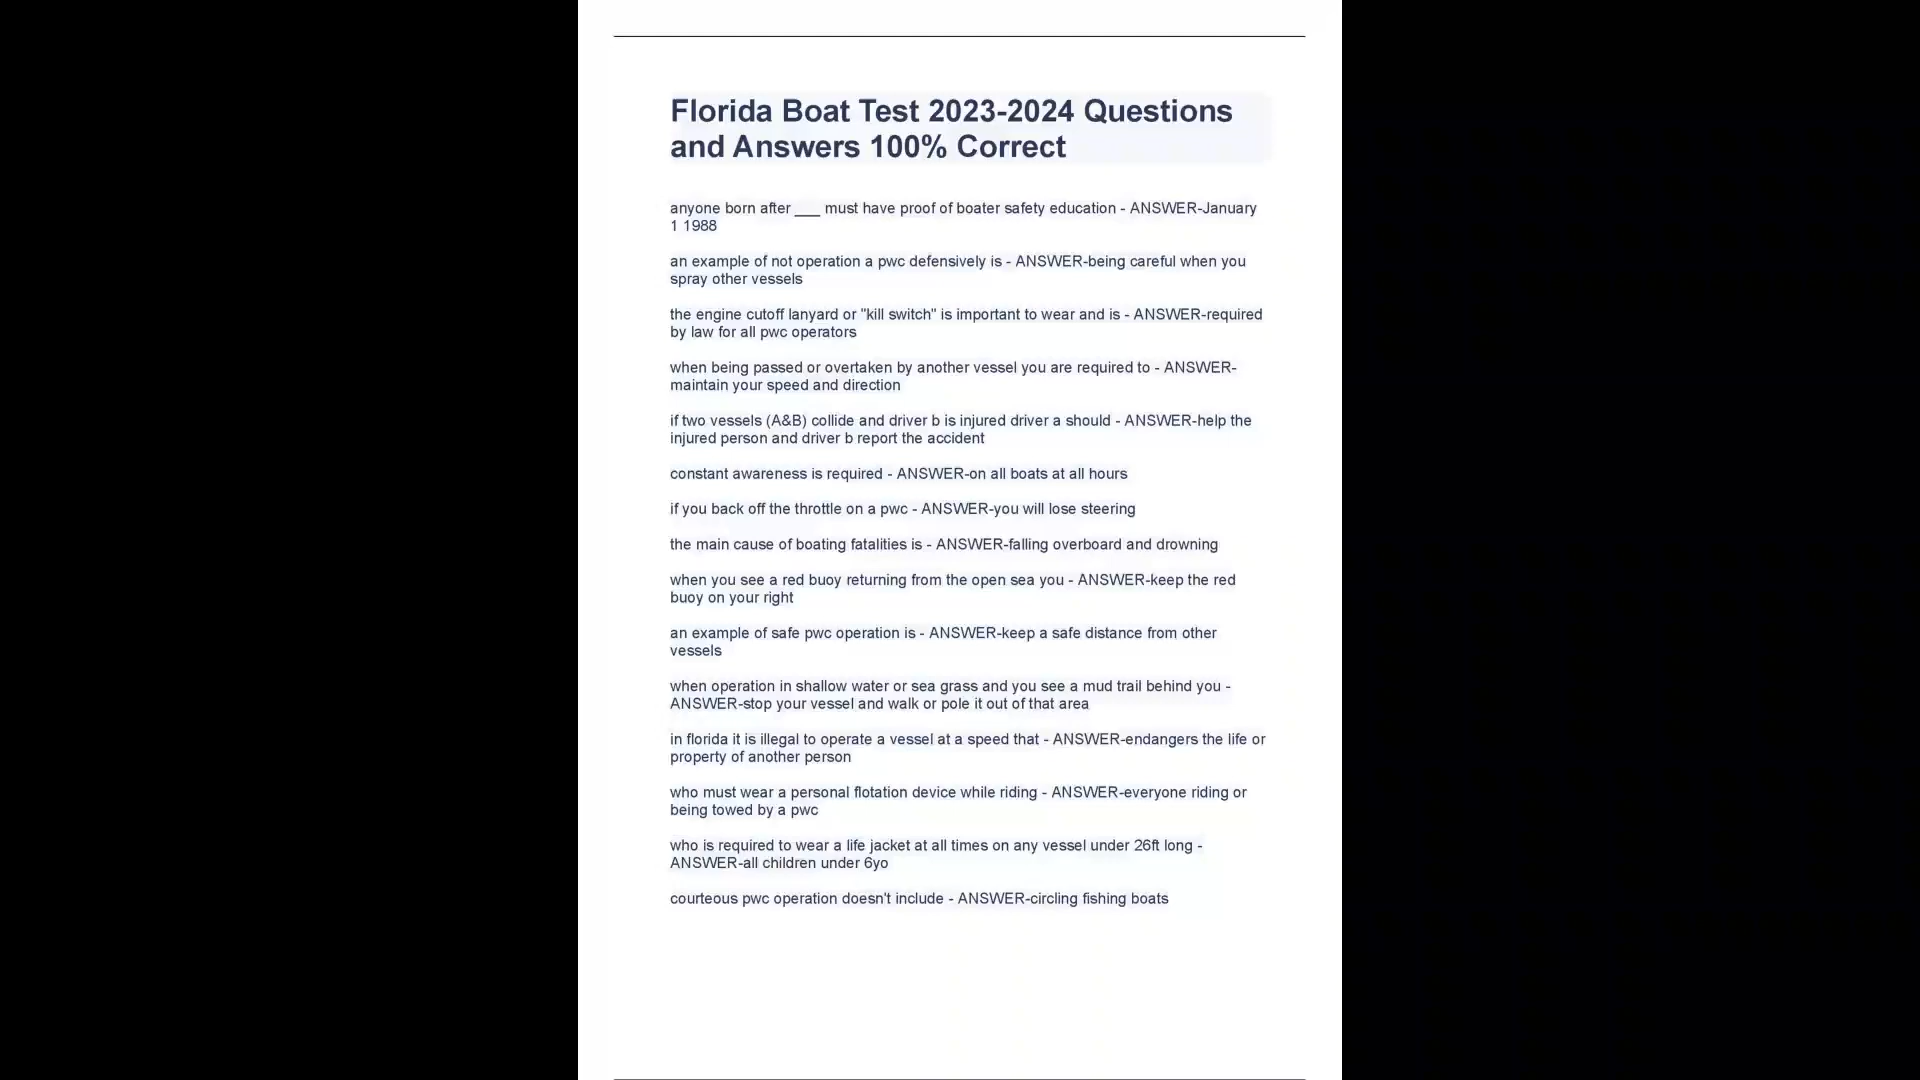 Florida Boat Test 2023-2024 Questions
and Answers 100% Correct
anyone born after ___ must have proof of boater safety education - ANSWER-January
1 1988
an example of not operation a pwc defensively is - ANSWER-being careful when you
spray other vessels
the engine cutoff lanyard or "kill switch" is important to wear and is - ANSWER-required
by law for all pwc operators
when being passed or overtaken by another vessel you are required to - ANSWER-
maintain your speed and direction
if two vessels (A&B) collide and driver b is injured driver a should - ANSWER-help the
injured person and driver b report the accident
constant awareness is required - ANSWER-on all boats at all hours
if you back off the throttle on a pwc - ANSWER-you will lose steering
the main cause of boating fatalities is - ANSWER-falling overboard and drowning
when you see a red buoy returning from the open sea you - ANSWER-keep the red
buoy on your right
an example of safe pwc operation is - ANSWER-keep a safe distance from other
vessels
when operation in shallow water or sea grass and you see a mud trail behind you -
ANSWER-stop your vessel and walk or pole it out of that area
in florida it is illegal to operate a vessel at a speed that - ANSWER-endangers the life or
property of another person
who must wear a personal flotation device while riding - ANSWER-everyone riding or
being towed by a pwc
who is required to wear a life jacket at all times on any vessel under 26ft long -
ANSWER-all children under 6yo
courteous pwc operation doesn't include - ANSWER-circling fishing boats